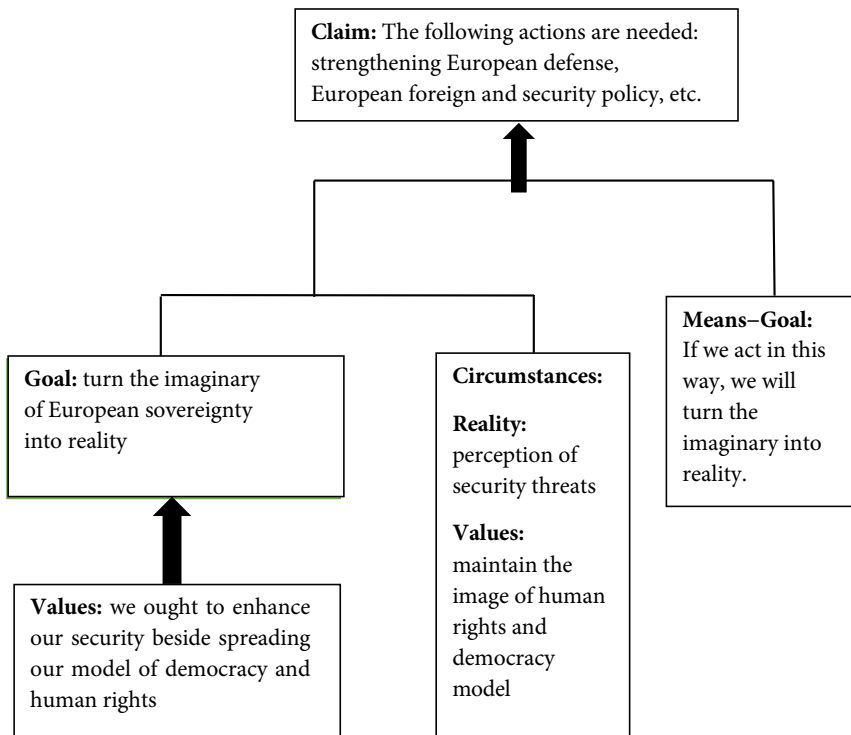 Claim: The following actions are needed:
strengthening European defense,
European foreign and security policy, etc.
Goal: turn the imaginary
of European sovereignty
into reality
Circumstances:
Reality:
perception of
security threats
Values:
maintain the
image of human
rights and
democracy
model
Means–Goal:
If we act in this
way, we will
turn the
imaginary into
reality.
Values: we ought to enhance
our security beside spreading
our model of democracy and
human rights